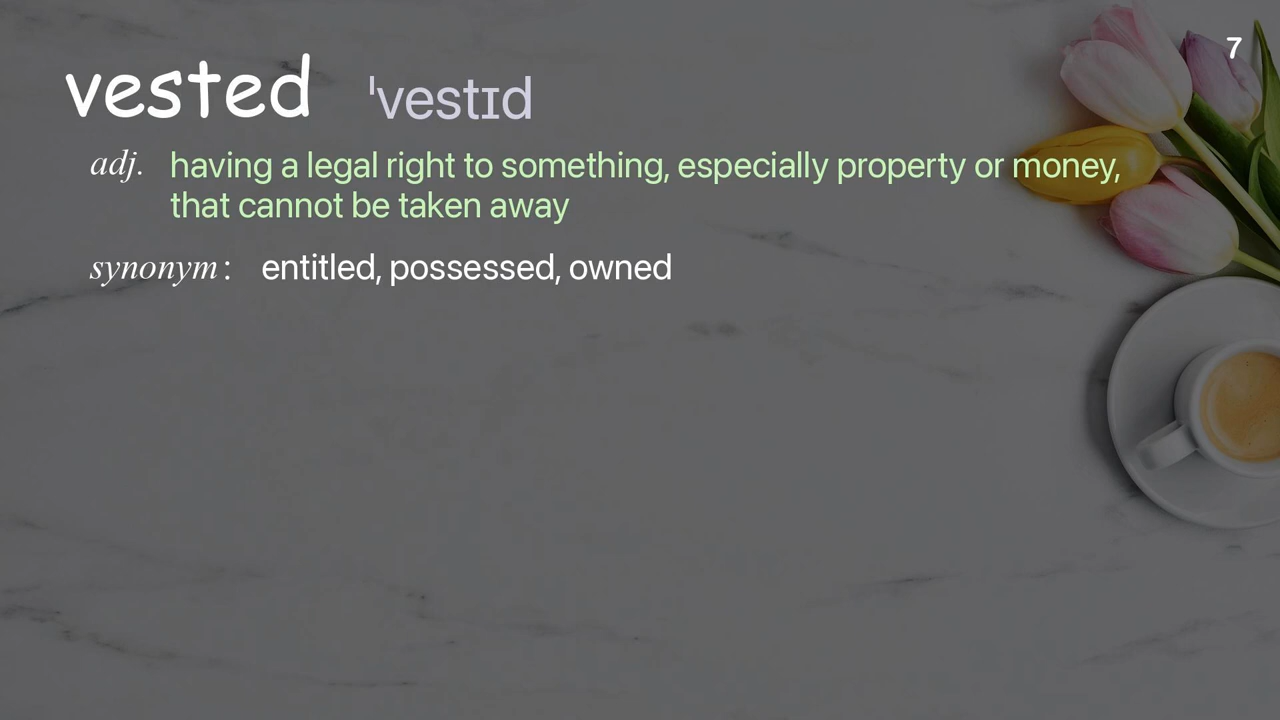 7
vested ˈvestɪd
adj. having a legal right to something, especially property or money,
that cannot be taken away
synonym: entitled, possessed, owned